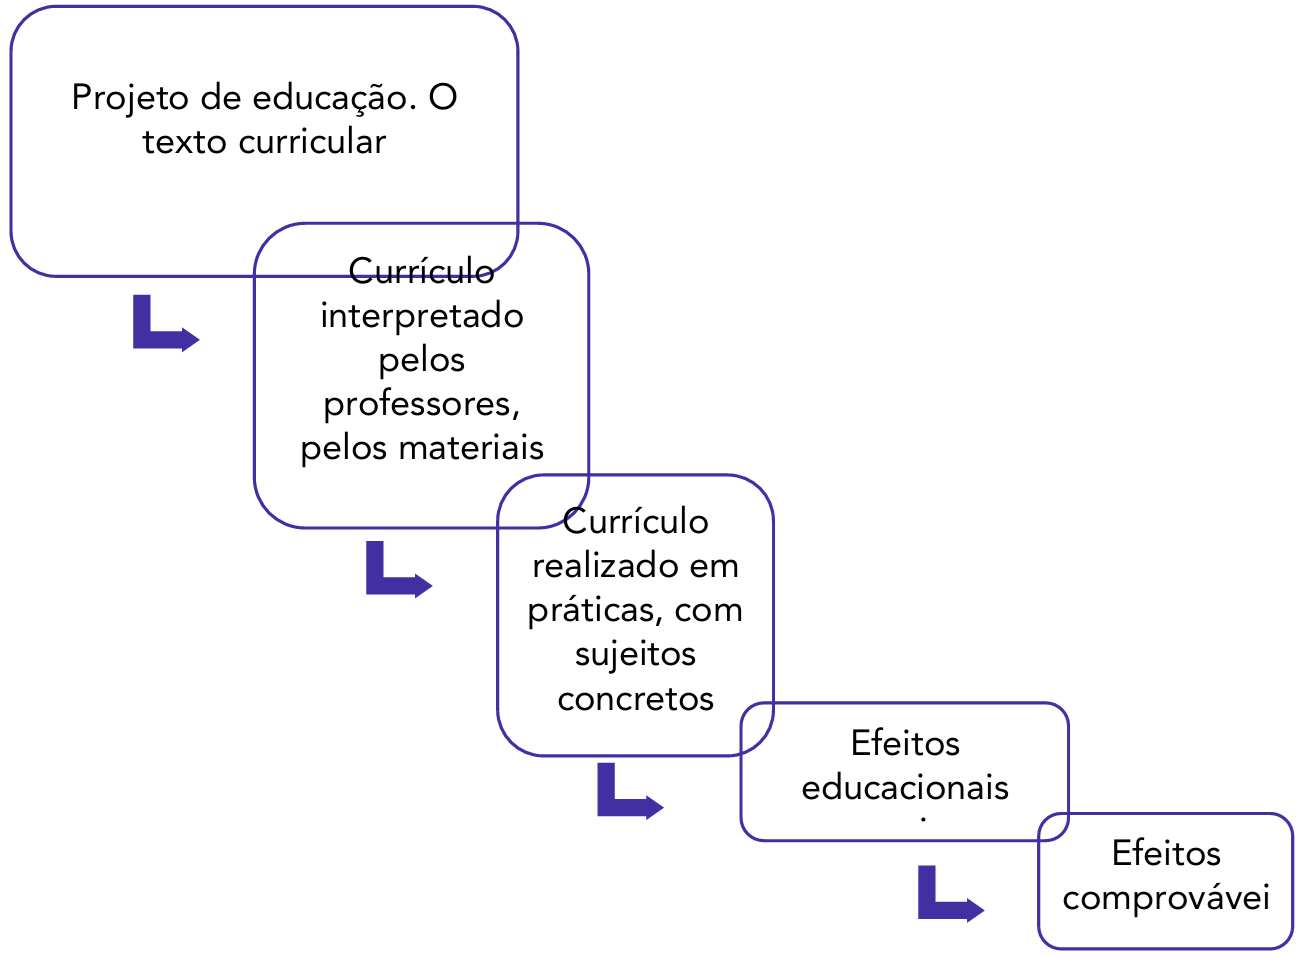 Projeto de educação. O
texto curricular
Currículo
interpretado
pelos
professores,
pelos materiais
Currículo
realizado em
práticas, com
sujeitos
concretos
Efeitos
educacionais
.
Efeitos
comprovávei